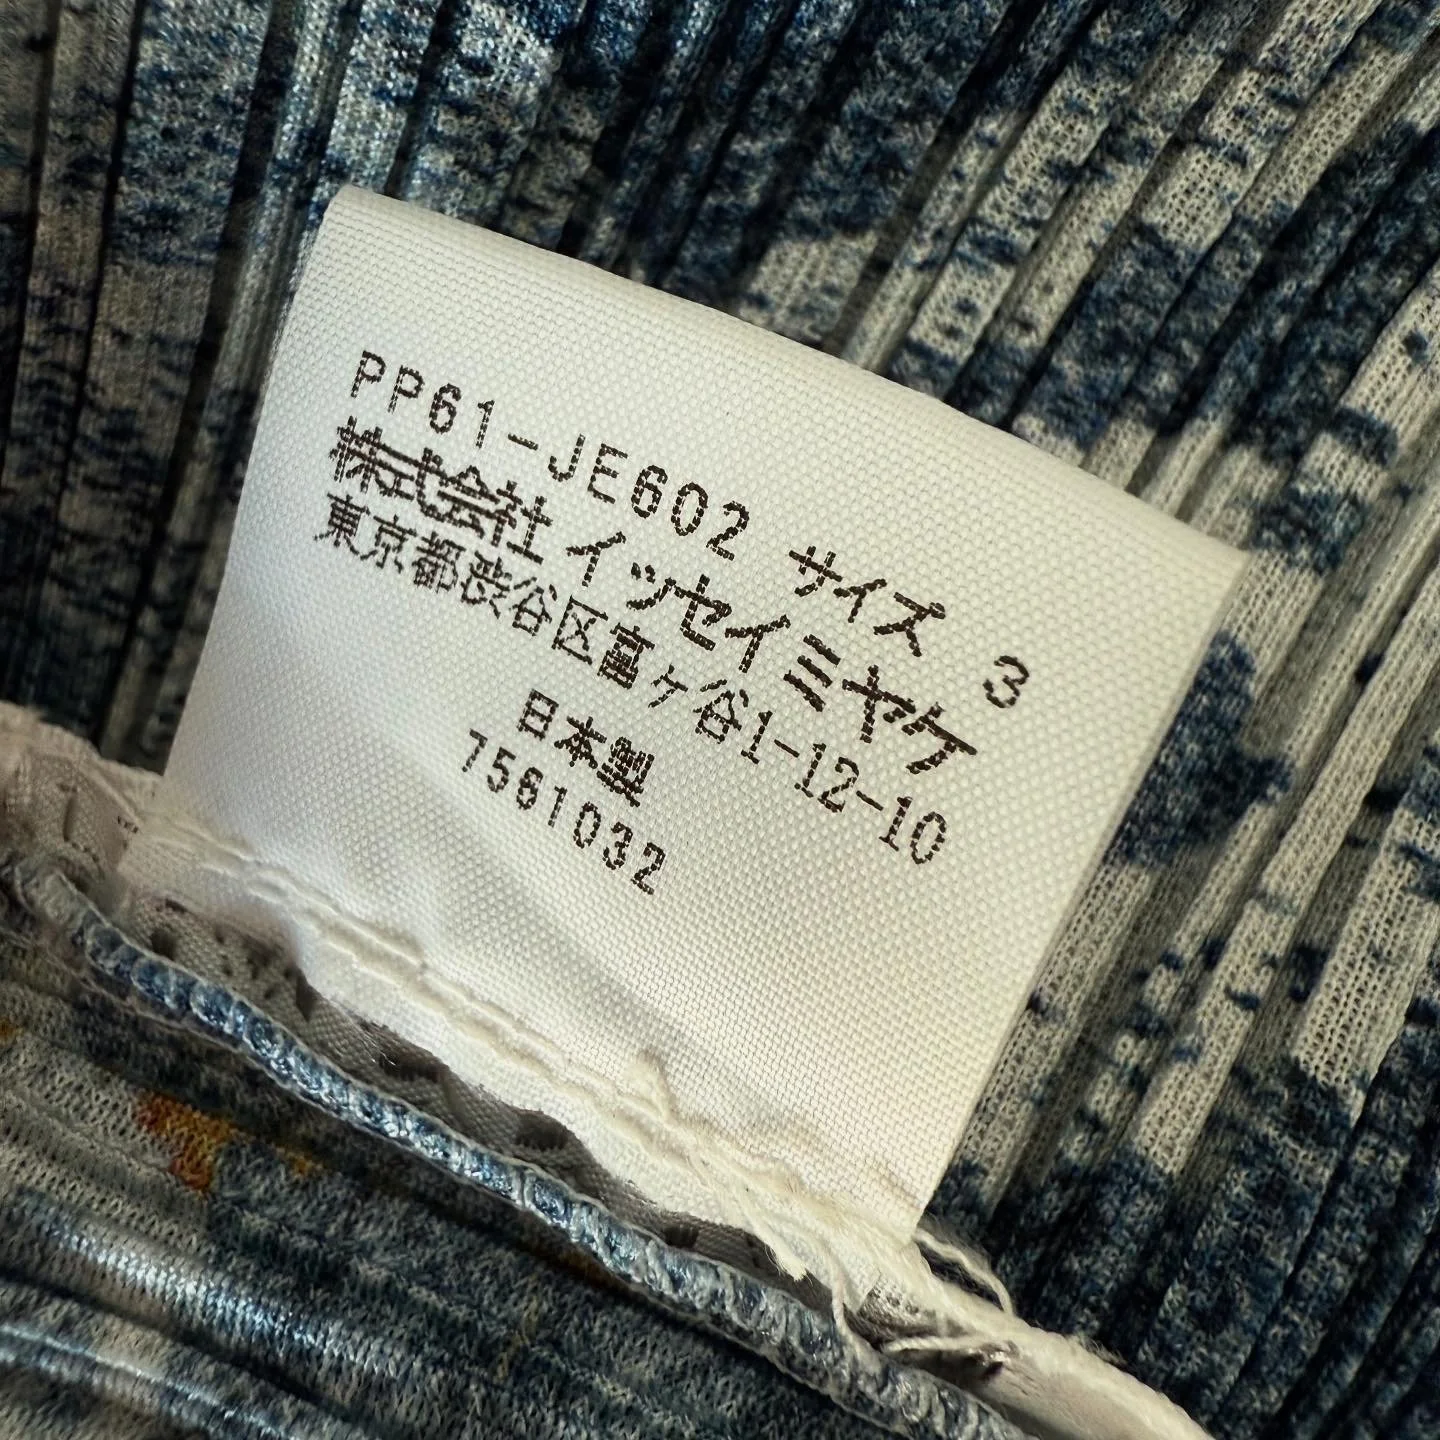 PP61-JE602 サイズ 3
株式会社 イッセイミヤケ
東京都渋谷区富ヶ谷1-12-10
日本製
7561032